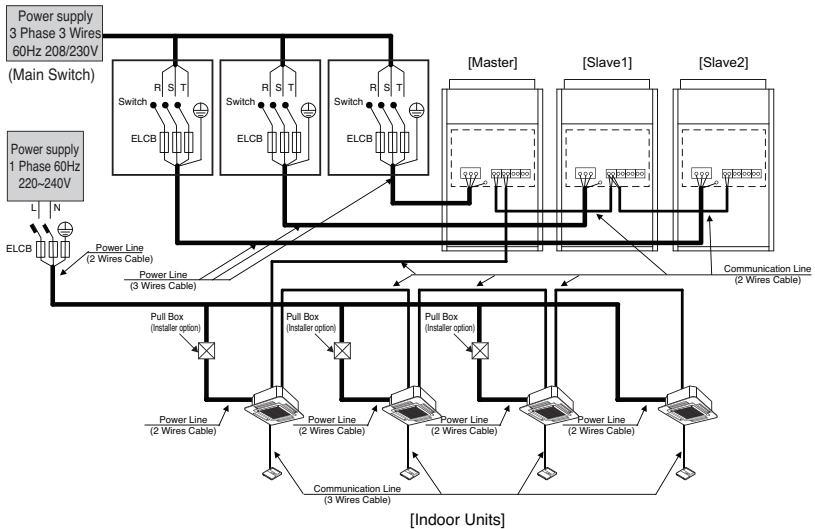 Power supply
3 Phase 3 Wires
60Hz 208/230V
(Main Switch)
[Master]
[Slave1]
[Slave2]
R S T
Switch
ELCB
R S T
Switch
ELCB
R S T
Switch
ELCB
Power supply
1 Phase 60Hz
220~240V
L N
ELCB
Power Line
(2 Wires Cable)
Power Line
(3 Wires Cable)
Communication Line
(2 Wires Cable)
Pull Box
(Installer option)
Pull Box
(Installer option)
Pull Box
(Installer option)
Power Line
(2 Wires Cable)
Power Line
(2 Wires Cable)
Power Line
(2 Wires Cable)
Power Line
(2 Wires Cable)
Communication Line
(3 Wires Cable)
[Indoor Units]